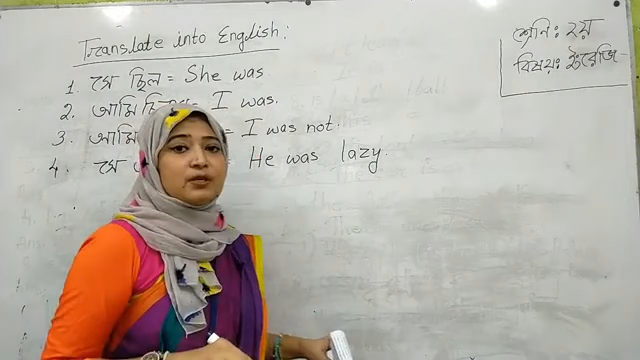 Translate into English:
1. সে ছিল = She was.
2. আমি ছিলাম = I was.
3. আমি = I was not.
4. সে = He was lazy.
শ্রেনি: ২য়
বিষয়: ইংরেজি